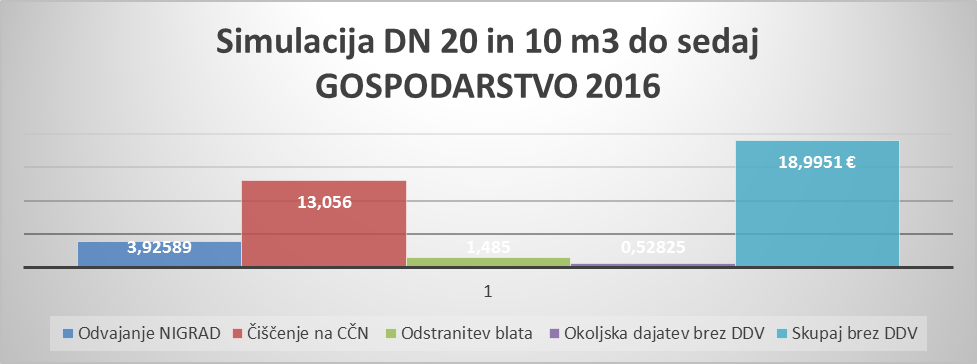 Simulacija DN 20 in 10 m3 do sedaj
GOSPODARSTVO 2016
18,9951 €
13,056
3,92589
1,485
0,52825
1
Odvajanje NIGRAD
Čiščenje na CČN
Odstranitev blata
Okoljska dajatev brez DDV
Skupaj brez DDV